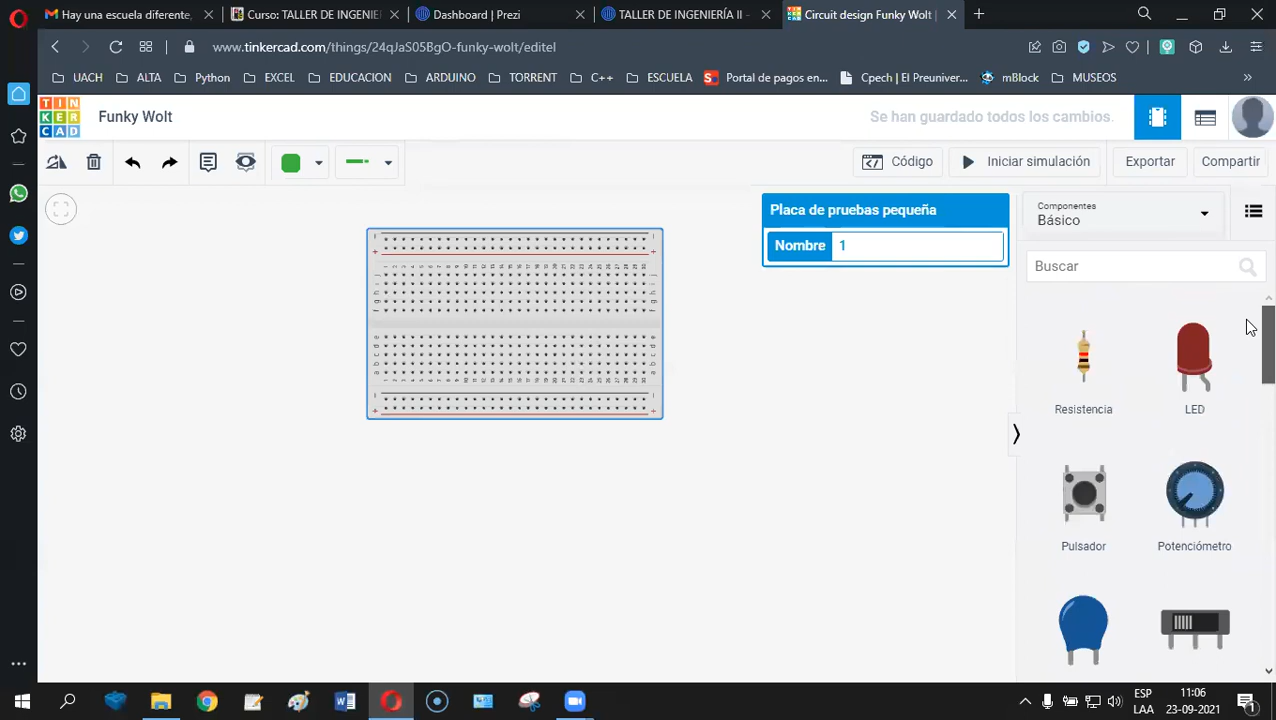 Hay una escuela diferente,
Curso: TALLER DE INGENIE
Dashboard | Prezi
TALLER DE INGENIERÍA II -
Circuit design Funky Wolt |
www.tinkercad.com/things/24qJaS05BgO-funky-wolt/editel
UACH
ALTA
Python
EXCEL
EDUCACION
ARDUINO
TORRENT
C++
ESCUELA
Portal de pagos en...
Cpech | El Preuniver...
mBlock
MUSEOS
TIN
KER
CAD
Funky Wolt
Se han guardado todos los cambios.
Código
Iniciar simulación
Exportar
Compartir
Placa de pruebas pequeña
Nombre 1
Componentes
Básico
Buscar
Resistencia
LED
Pulsador
Potenciómetro
ESP
LAA
11:06
23-09-2021
1